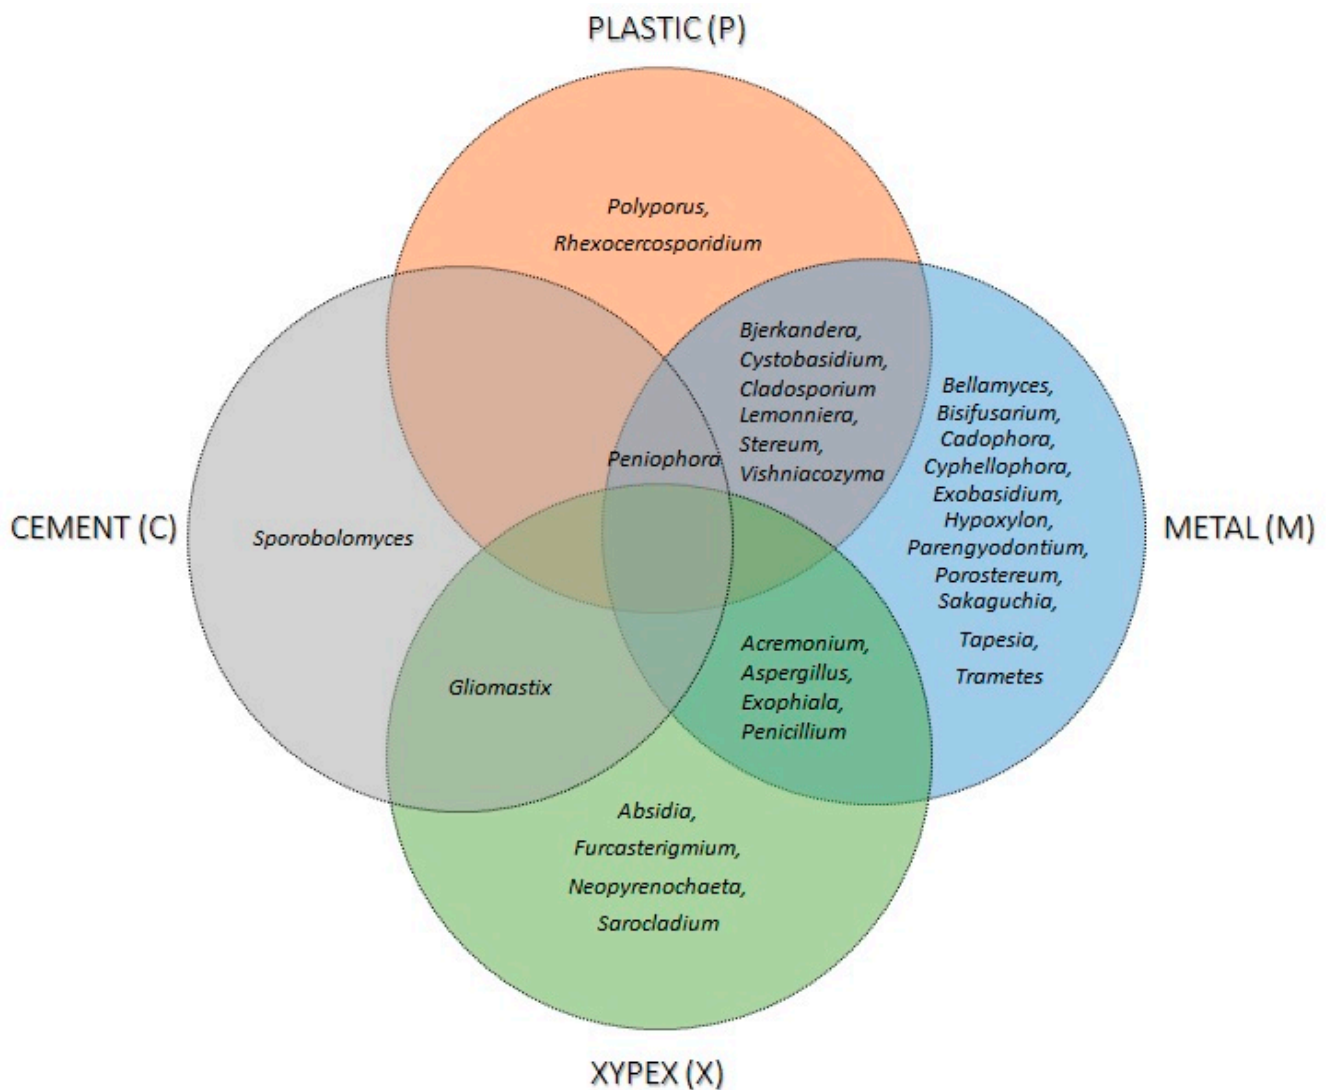 PLASTIC (P)
Polyporus,
Rhexocercosporidium
Bjerkandera,
Cystobasidium,
Cladosporium
Lemonniera,
Stereum,
Vishniacozyma
Bellamyces,
Bisifusarium,
Cadophora,
Cyphellophora,
Exobasidium,
Hypoxylon,
Parengyodontium,
Porostereum,
Sakaguchia,
Tapesia,
Trametes
Peniophora
CEMENT (C)
Sporobolomyces
METAL (M)
Gliomastix
Acremonium,
Aspergillus,
Exophiala,
Penicillium
Absidia,
Furcasterigmium,
Neopyrenochaeta,
Sarocladium
XYPEX (X)